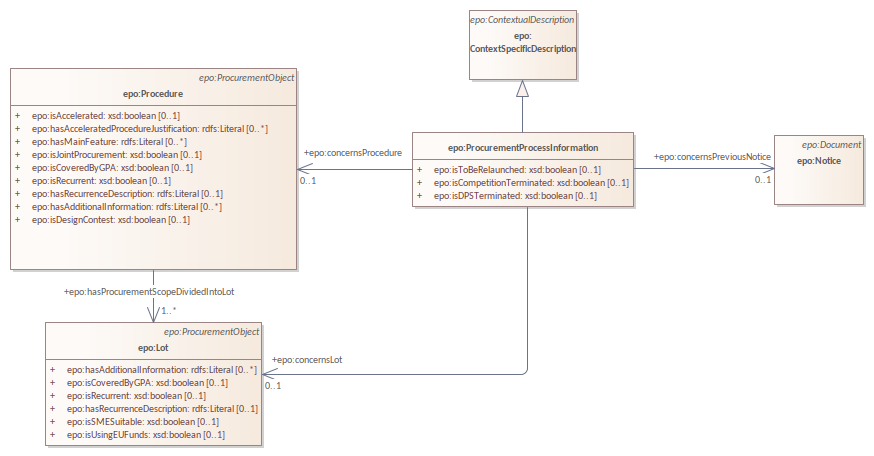 epo:ContextualDescription
epo:
ContextSpecificDescription
epo:ProcurementObject
epo:Procedure
+ epo:isAccelerated: xsd:boolean [0..1]
+ epo:hasAcceleratedProcedureJustification: rdfs:Literal [0..*]
+ epo:hasMainFeature: rdfs:Literal [0..*]
+ epo:isJointProcurement: xsd:boolean [0..1]
+ epo:isCoveredByGPA: xsd:boolean [0..1]
+ epo:isRecurrent: xsd:boolean [0..1]
+ epo:hasRecurrenceDescription: rdfs:Literal [0..1]
+ epo:hasAdditionalInformation: rdfs:Literal [0..*]
+ epo:isDesignContest: xsd:boolean [0..1]
+epo:concernsProcedure
0..1
epo:ProcurementProcessInformation
+ epo:isToBeRelaunched: xsd:boolean [0..1]
+ epo:isCompetitionTerminated: xsd:boolean [0..1]
+ epo:isDPSTerminated: xsd:boolean [0..1]
+epo:concernsPreviousNotice
0..1
epo:Document
epo:Notice
+epo:hasProcurementScopeDividedIntoLot
1..*
epo:ProcurementObject
epo:Lot
+ epo:hasAdditionalInformation: rdfs:Literal [0..*]
+ epo:isCoveredByGPA: xsd:boolean [0..1]
+ epo:isRecurrent: xsd:boolean [0..1]
+ epo:hasRecurrenceDescription: rdfs:Literal [0..1]
+ epo:isSMESuitable: xsd:boolean [0..1]
+ epo:isUsingEUFunds: xsd:boolean [0..1]
+epo:concernsLot
0..1